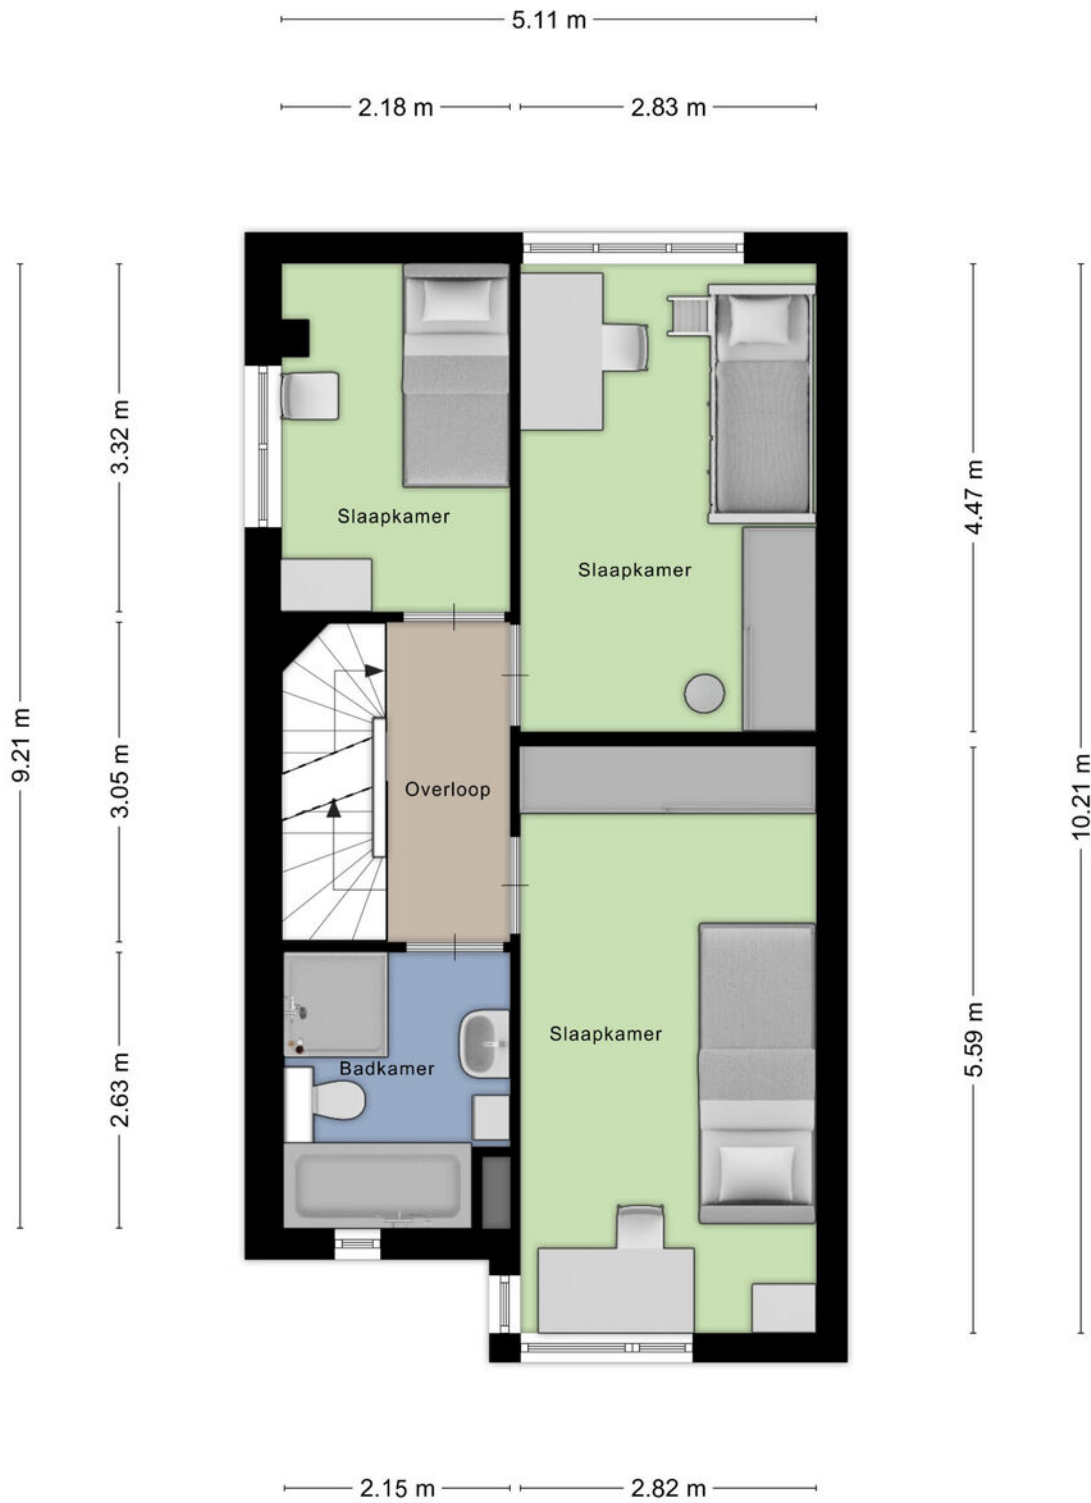 5.11 m
2.18 m
2.83 m
3.32 m
4.47 m
Slaapkamer
Slaapkamer
9.21 m
3.05 m
Overloop
10.21 m
Slaapkamer
5.59 m
Badkamer
2.63 m
2.15 m
2.82 m